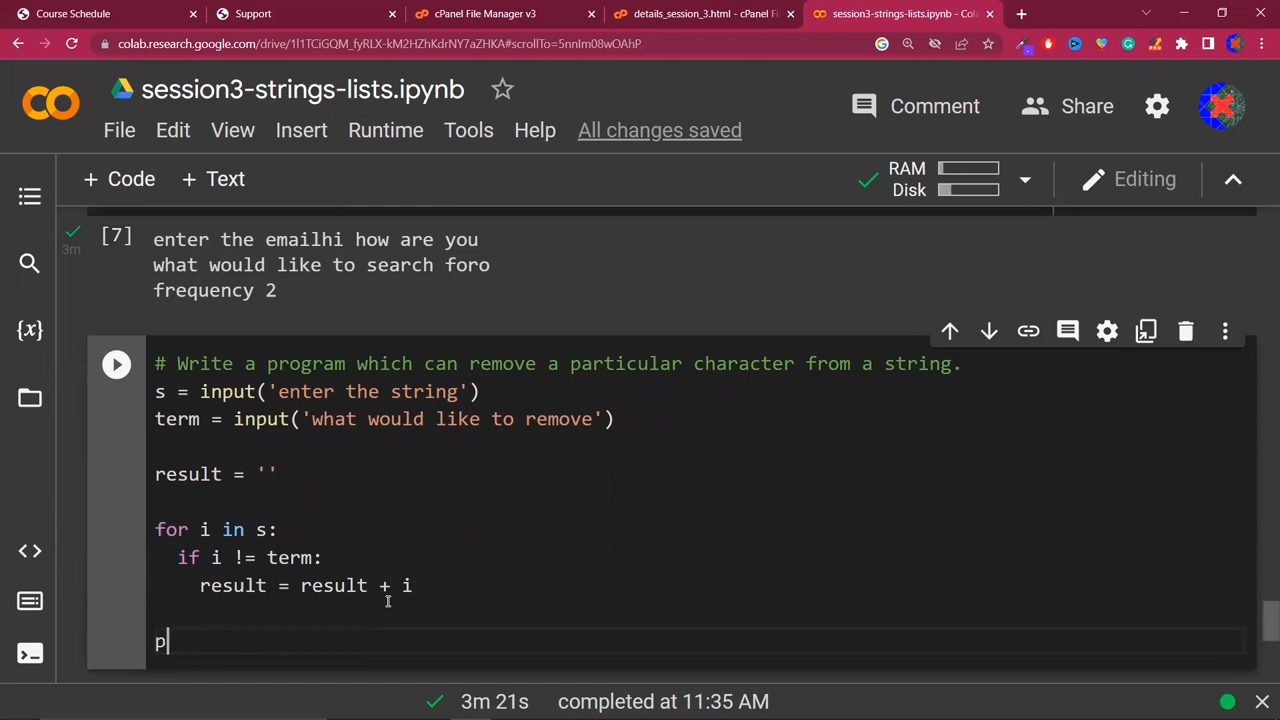 Course Schedule
Support
cPanel File Manager v3
details_session_3.html - cPanel Fi
session3-strings-lists.ipynb - Cola
colab.research.google.com/drive/1l1TCiGQM_fyRLX-kM2HZhKdrNY7aZHKA#scrollTo=5nnIm08wOAhP
session3-strings-lists.ipynb
Comment
Share
File Edit View Insert Runtime Tools Help All changes saved
+ Code + Text
RAM
Disk
Editing
[7]
3m
enter the emailhi how are you
what would like to search foro
frequency 2
# Write a program which can remove a particular character from a string.
s = input('enter the string')
term = input('what would like to remove')
result = ''
for i in s:
if i != term:
result = result + i
p
3m 21s completed at 11:35 AM